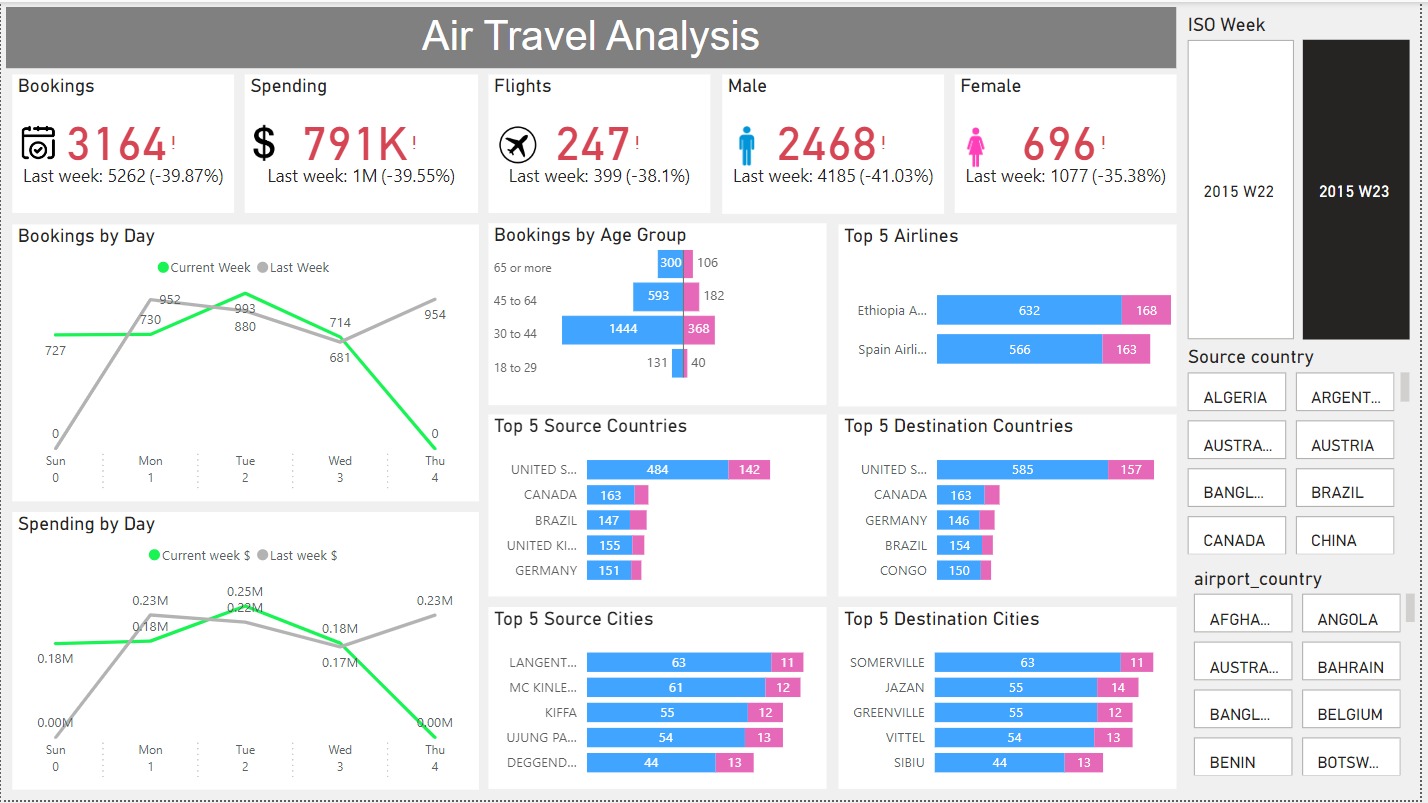 Air Travel Analysis
ISO Week
2015 W22
2015 W23
Bookings
3164!
Last week: 5262 (-39.87%)
Spending
$ 791K!
Last week: 1M (-39.55%)
Flights
247!
Last week: 399 (-38.1%)
Male
2468!
Last week: 4185 (-41.03%)
Female
696!
Last week: 1077 (-35.38%)
Bookings by Day
Current Week Last Week
952
993
714
954
730
880
727
681
0
0
Sun Mon Tue Wed Thu
0 1 2 3 4
Spending by Day
Current week $ Last week $
0.25M
0.23M
0.22M
0.23M
0.18M
0.18M
0.18M
0.17M
0.00M
0.00M
Sun Mon Tue Wed Thu
0 1 2 3 4
Bookings by Age Group
65 or more 300 106
45 to 64 593 182
30 to 44 1444 368
18 to 29 131 40
Top 5 Airlines
Ethiopia A... 632 168
Spain Airli... 566 163
Top 5 Source Countries
UNITED S... 484 142
CANADA 163
BRAZIL 147
UNITED KI... 155
GERMANY 151
Top 5 Destination Countries
UNITED S... 585 157
CANADA 163
GERMANY 146
BRAZIL 154
CONGO 150
Top 5 Source Cities
LANGENT... 63 11
MC KINLE... 61 12
KIFFA 55 12
UJUNG PA... 54 13
DEGGEND... 44 13
Top 5 Destination Cities
SOMERVILLE 63 11
JAZAN 55 14
GREENVILLE 55 12
VITTEL 54 13
SIBIU 44 13
Source country
ALGERIA ARGENT...
AUSTRA... AUSTRIA
BANGL... BRAZIL
CANADA CHINA
airport_country
AFGHA... ANGOLA
AUSTRA... BAHRAIN
BANGL... BELGIUM
BENIN BOTSW...